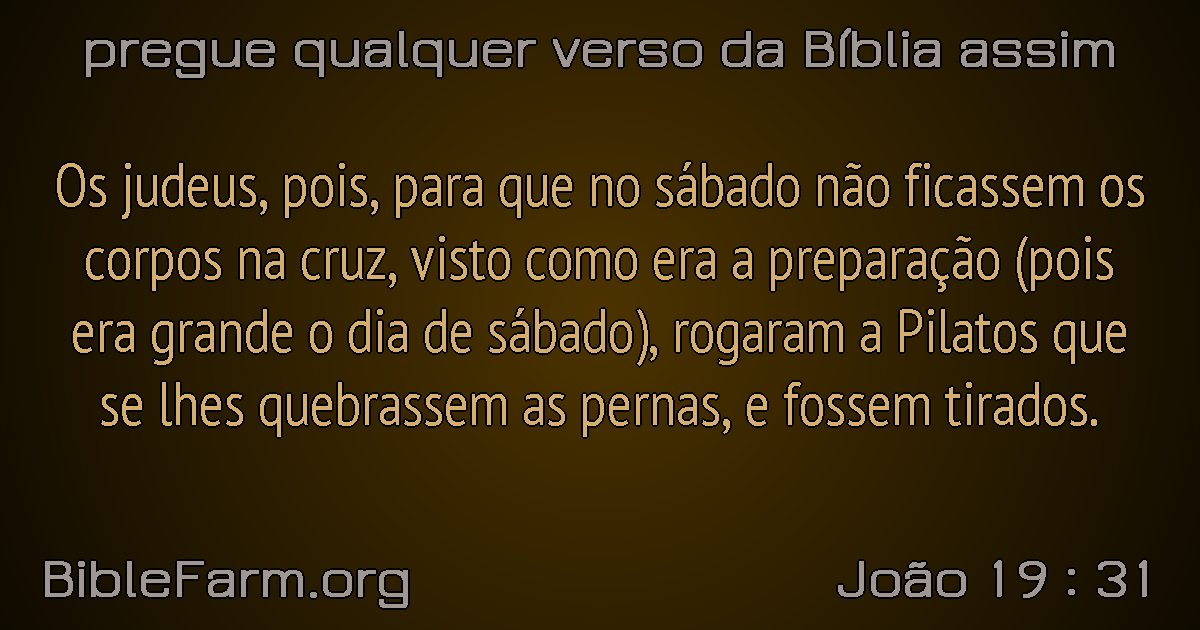 pregue qualquer verso da Bíblia assim
Os judeus, pois, para que no sábado não ficassem os
corpos na cruz, visto como era a preparação (pois
era grande o dia de sábado), rogaram a Pilatos que
se lhes quebrassem as pernas, e fossem tirados.
BibleFarm.org
João 19 : 31